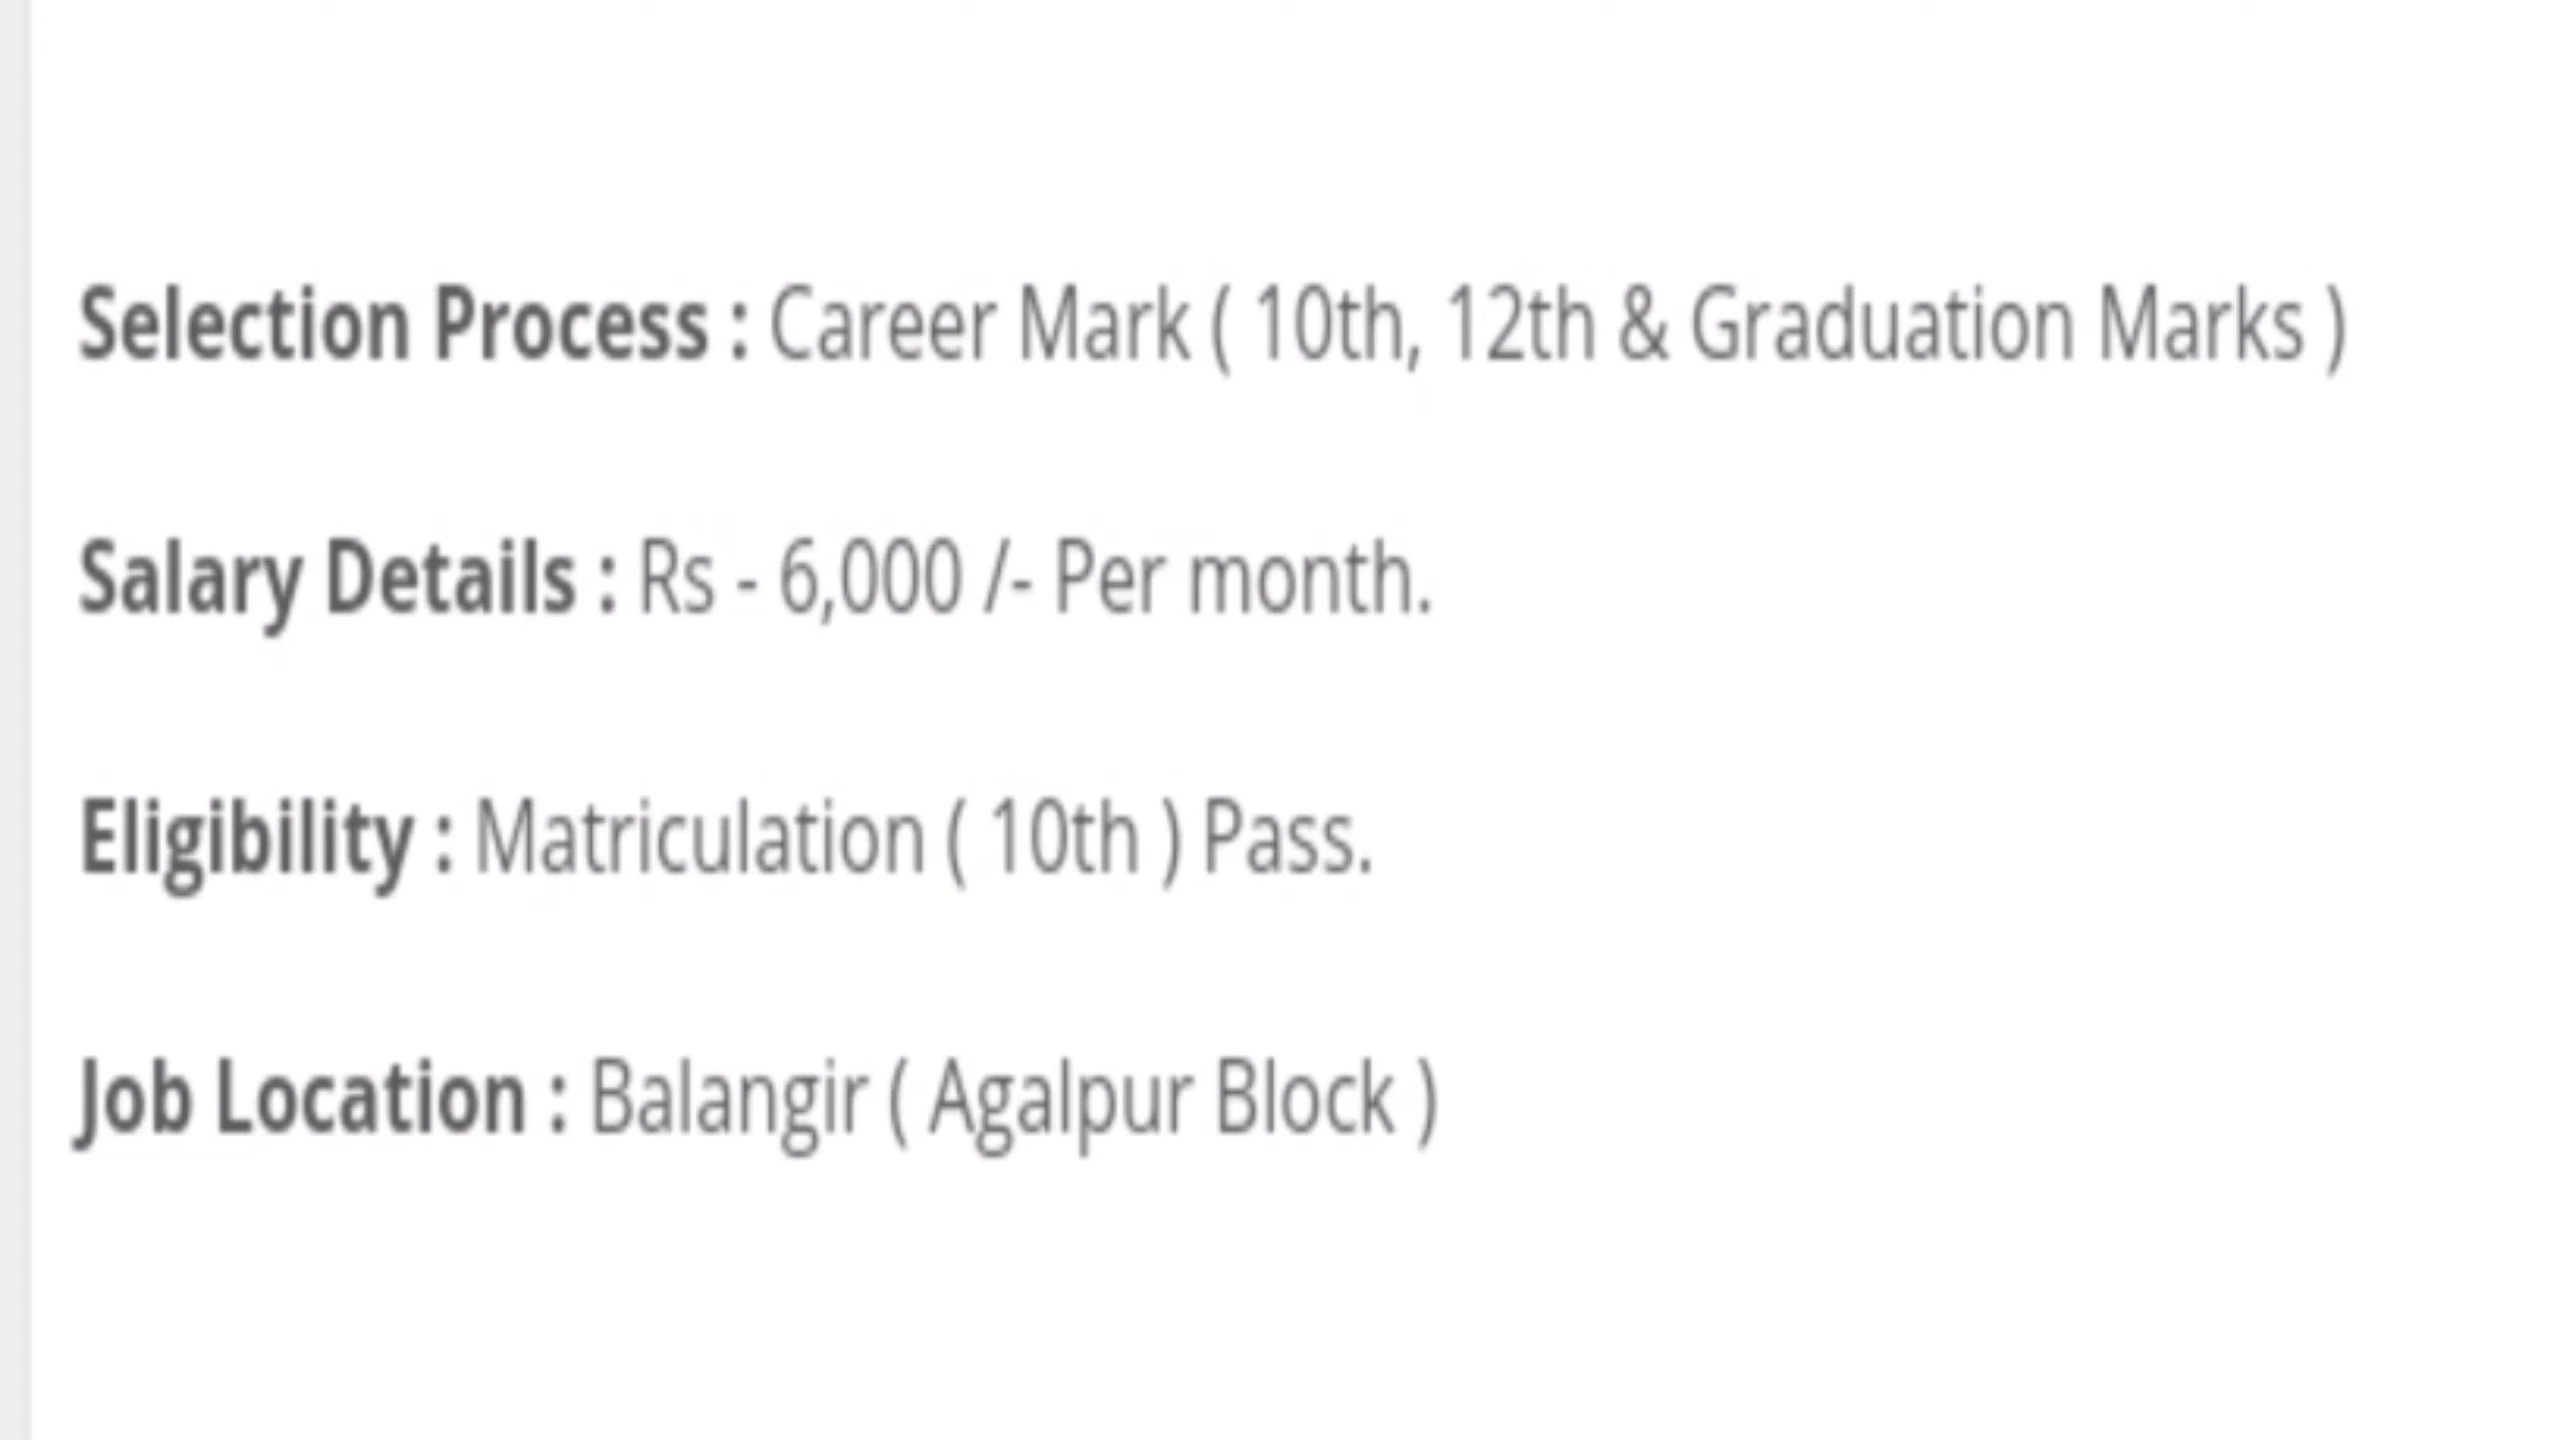 Selection Process : Career Mark ( 10th, 12th & Graduation Marks )
Salary Details : Rs - 6,000 /- Per month.
Eligibility : Matriculation ( 10th ) Pass.
Job Location : Balangir ( Agalpur Block )